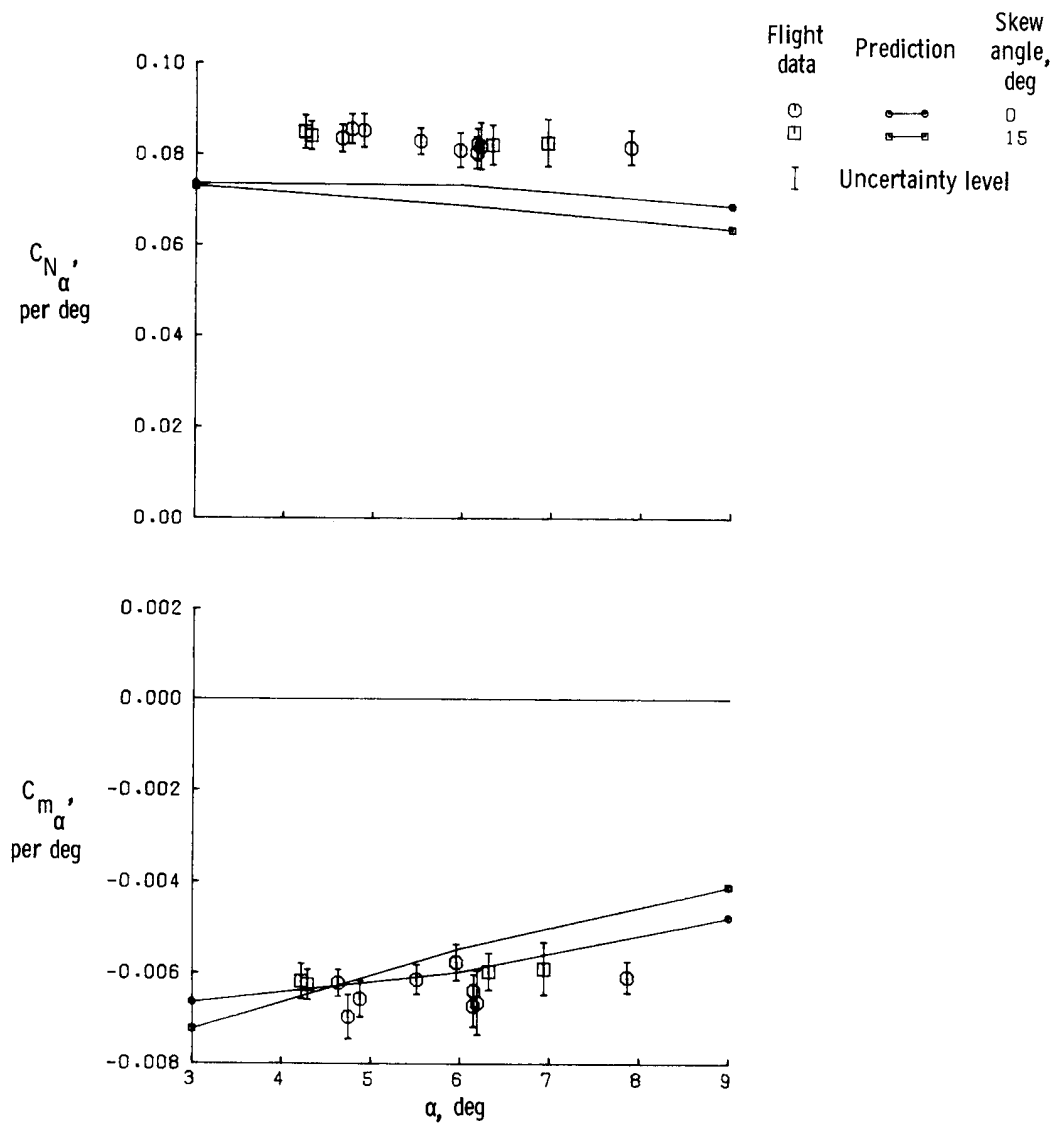 Flight data
Prediction
Skew angle, deg
0
15
Uncertainty level
0.10
0.08
0.06
0.04
0.02
0.00
C_Nα, per deg
0.002
0.000
-0.002
-0.004
-0.006
-0.008
C_mα, per deg
3 4 5 6 7 8 9
α, deg